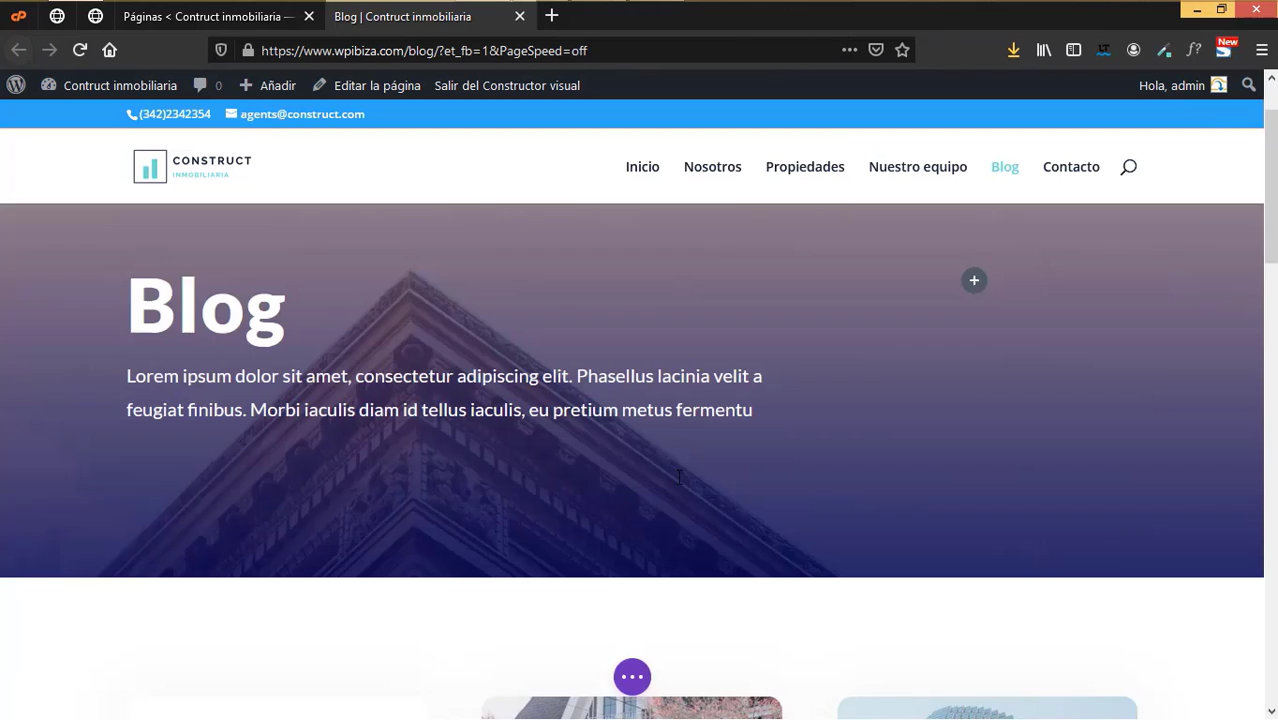 Páginas < Contruct inmobiliaria —
Blog | Contruct inmobiliaria
https://www.wpibiza.com/blog/?et_fb=1&PageSpeed=off
New
Contruct inmobiliaria
0
Añadir
Editar la página
Salir del Constructor visual
Hola, admin
(342)2342354
agents@construct.com
CONSTRUCT
INMOBILIARIA
Inicio
Nosotros
Propiedades
Nuestro equipo
Blog
Contacto
Blog
Lorem ipsum dolor sit amet, consectetur adipiscing elit. Phasellus lacinia velit a
feugiat finibus. Morbi iaculis diam id tellus iaculis, eu pretium metus fermentu